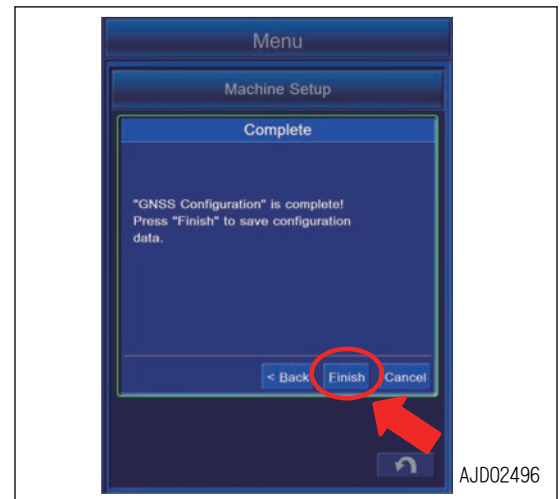 Menu
Machine Setup
Complete
"GNSS Configuration" is complete!
Press "Finish" to save configuration
data.
< Back Finish Cancel
AJD02496